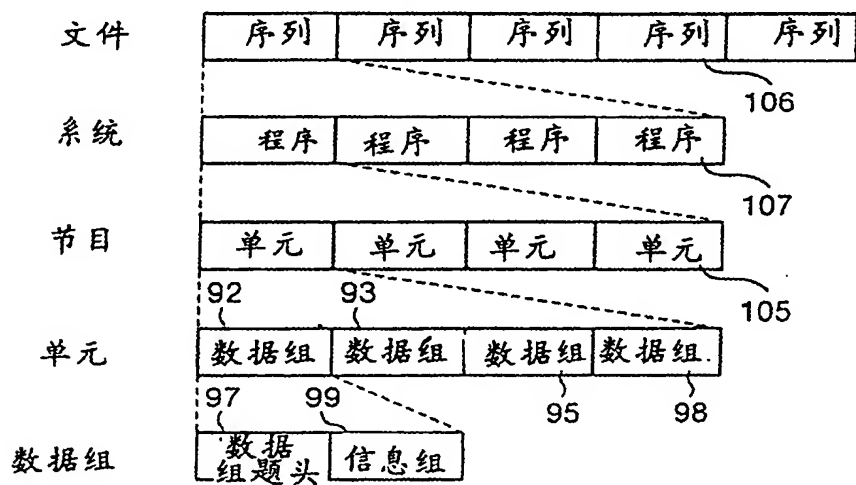 文件 序列 序列 序列 序列 序列
106
系统 程序 程序 程序 程序
107
节目 单元 单元 单元 单元
105
92 93
单元 数据组 数据组 数据组 数据组.
97 99 95 98
数据组 数据 信息组
组题头